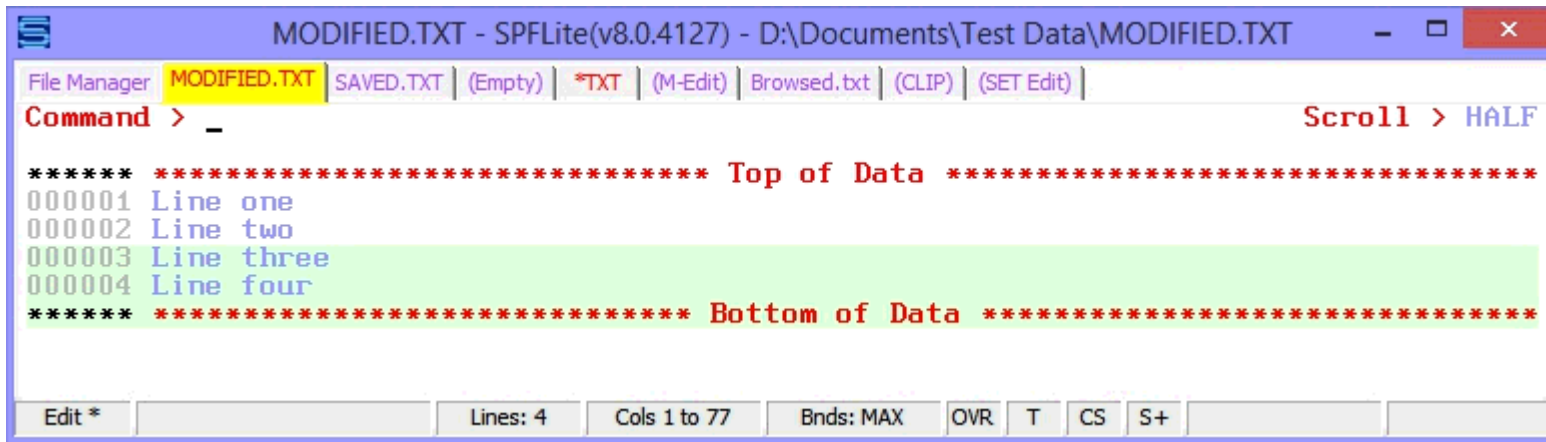 MODIFIED.TXT - SPFLite(v8.0.4127) - D:\Documents\Test Data\MODIFIED.TXT
File Manager MODIFIED.TXT SAVED.TXT (Empty) *TXT (M-Edit) Browsed.txt (CLIP) (SET Edit)
Command > _ Scroll > HALF
****** ******************************* Top of Data *********************************
000001 Line one
000002 Line two
000003 Line three
000004 Line four
****** ****************************** Bottom of Data *******************************
Edit * Lines: 4 Cols 1 to 77 Bnds: MAX OVR T CS S+